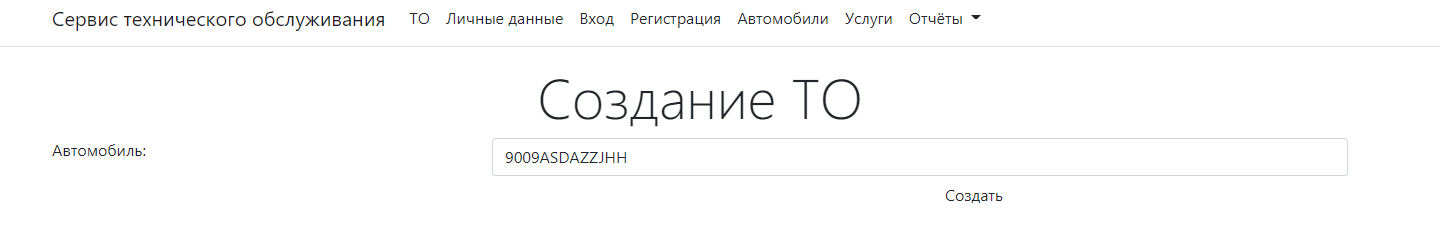 Сервис технического обслуживания ТО Личные данные Вход Регистрация Автомобили Услуги Отчёты
Создание ТО
Автомобиль: 9009ASDAZZJHH
Создать